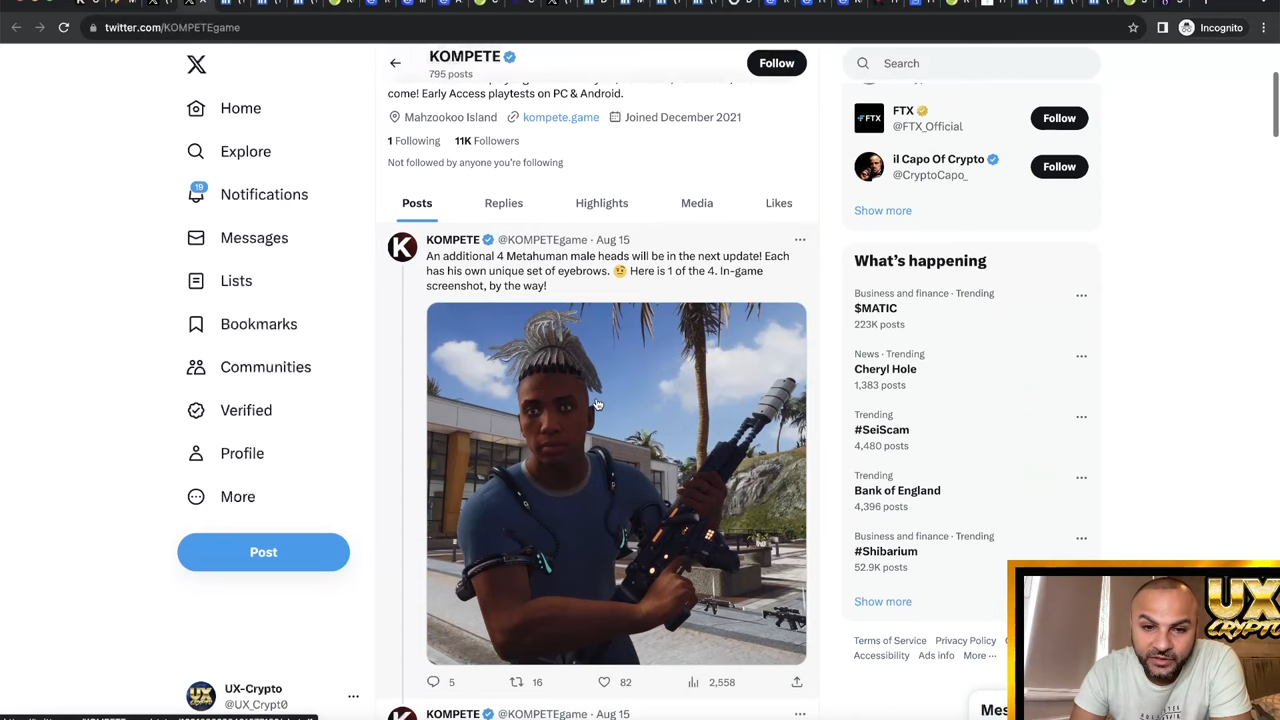 twitter.com/KOMPETEgame
Incognito
KOMPETE
795 posts
Follow
come! Early Access playtests on PC & Android.
Mahzookoo Island kompete.game Joined December 2021
1 Following 11K Followers
Not followed by anyone you're following
Posts Replies Highlights Media Likes
KOMPETE @KOMPETEgame · Aug 15
An additional 4 Metahuman male heads will be in the next update! Each
has his own unique set of eyebrows. 🤨 Here is 1 of the 4. In-game
screenshot, by the way!
5 16 82 2,558
KOMPETE @KOMPETEgame · Aug 15
X
Home
Explore
19
Notifications
Messages
Lists
Bookmarks
Communities
Verified
Profile
More
Post
UX-Crypto
@UX_Crypt0
Search
FTX
FTX
@FTX_Official
Follow
il Capo Of Crypto
@CryptoCapo_
Follow
Show more
What's happening
Business and finance · Trending
$MATIC
223K posts
News · Trending
Cheryl Hole
1,383 posts
Trending
#SeiScam
4,480 posts
Trending
Bank of England
4,396 posts
Business and finance · Trending
#Shibarium
52.9K posts
Show more
Terms of Service Privacy Policy
Accessibility Ads info More ···
UX
CRYPTO